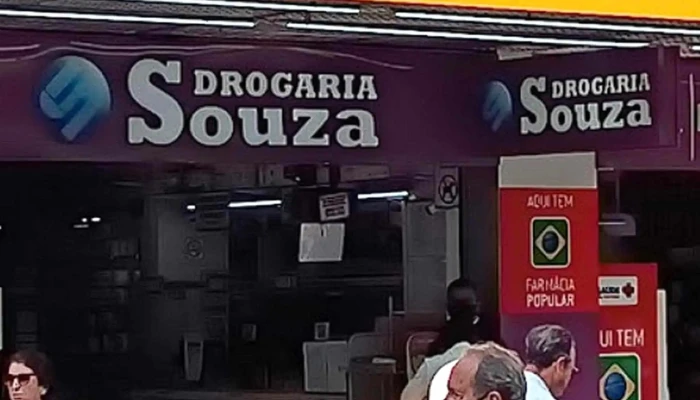 DROGARIA
Souza
DROGARIA
Souza
AQUI TEM
FARMÁCIA
POPULAR
UI TEM